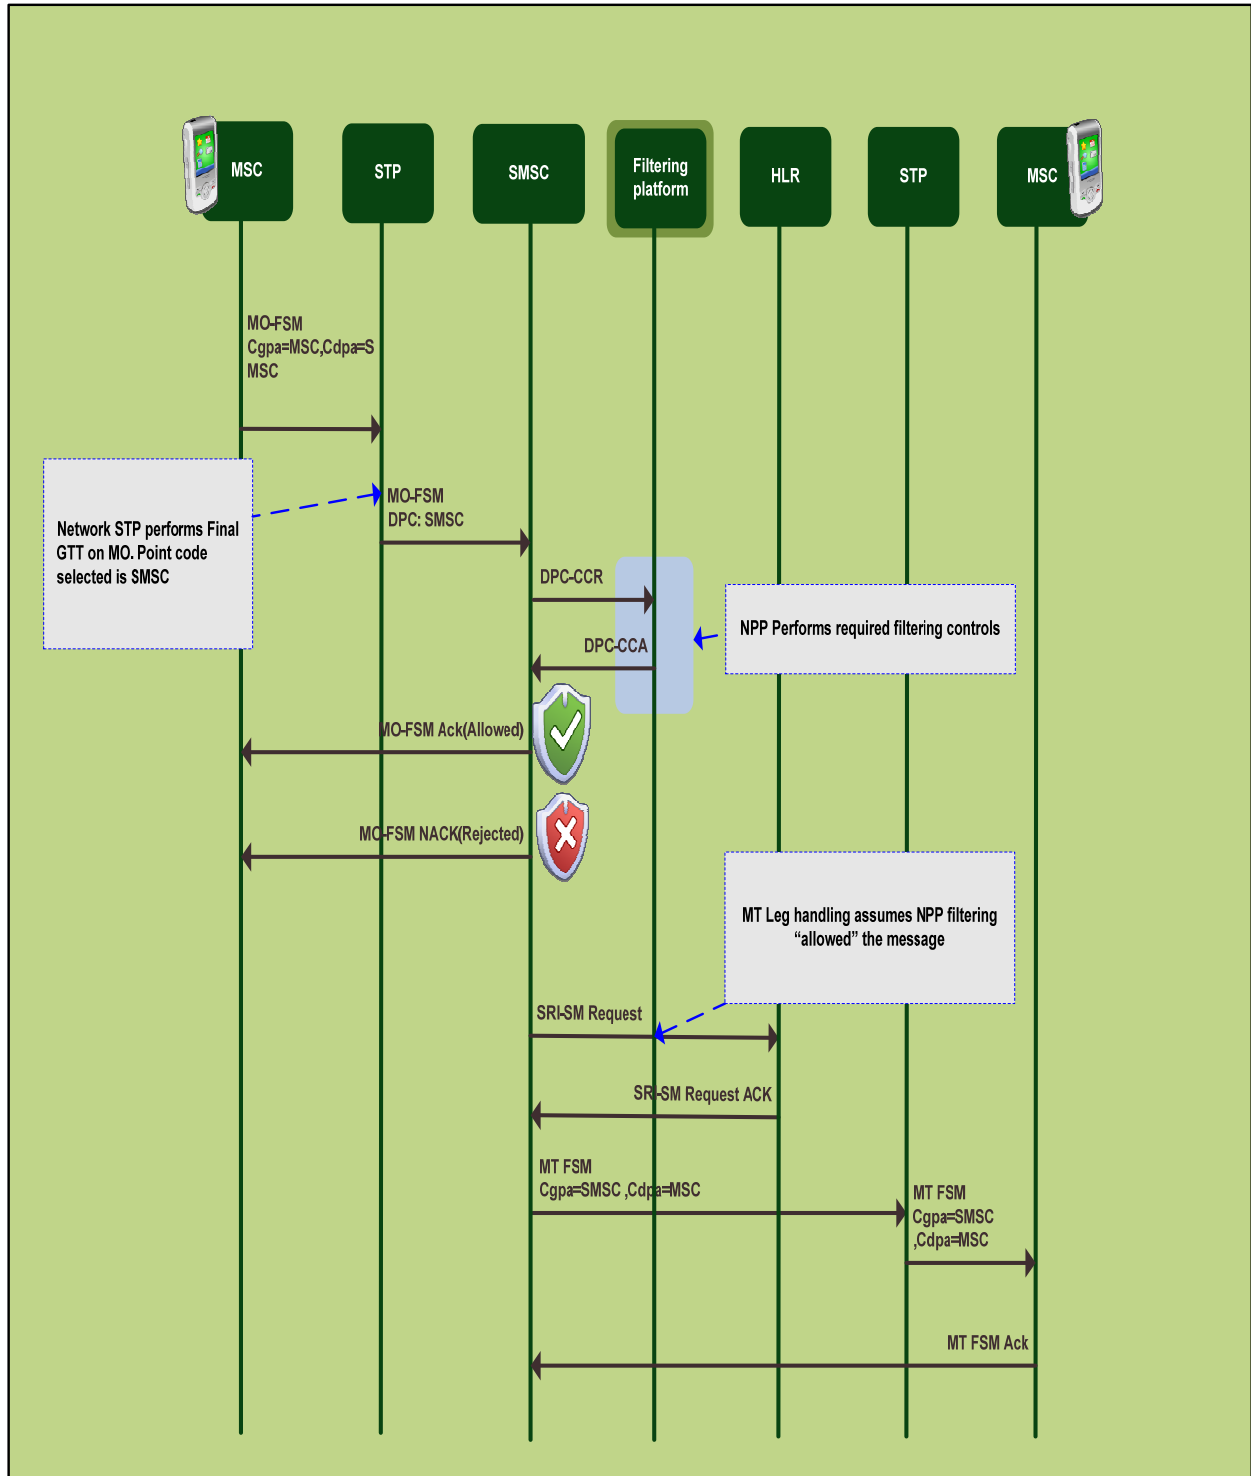 MSC
STP
SMSC
Filtering
platform
HLR
STP
MSC
MO-FSM
Cgpa=MSC,Cdpa=S
MSC
Network STP performs Final
GTT on MO. Point code
selected is SMSC
MO-FSM
DPC: SMSC
DPC-CCR
NPP Performs required filtering controls
DPC-CCA
MO-FSM Ack(Allowed)
MO-FSM NACK(Rejected)
MT Leg handling assumes NPP filtering
“allowed” the message
SRI-SM Request
SRI-SM Request ACK
MT FSM
Cgpa=SMSC ,Cdpa=MSC
MT FSM
Cgpa=SMSC
,Cdpa=MSC
MT FSM Ack